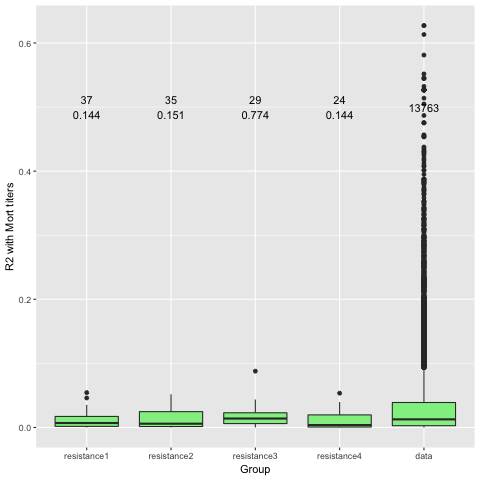 0.6
0.4
0.2
0.0
R2 with Mort titers
37
0.144
35
0.151
29
0.774
24
0.144
13763
resistance1
resistance2
resistance3
resistance4
data
Group